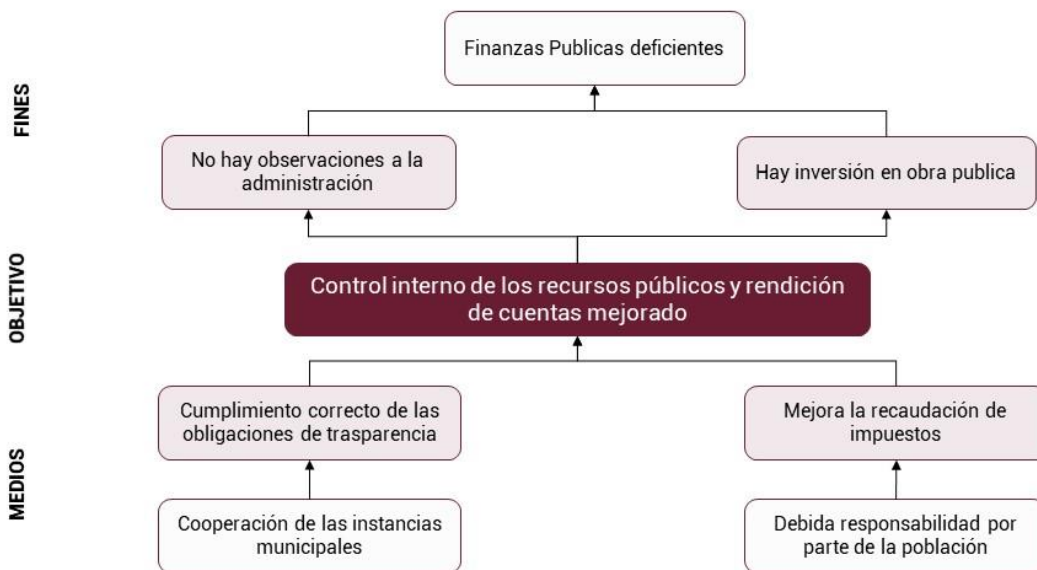 FINES
Finanzas Publicas deficientes
No hay observaciones a la
administración
Hay inversión en obra publica
OBJETIVO
Control interno de los recursos públicos y rendición
de cuentas mejorado
MEDIOS
Cumplimiento correcto de las
obligaciones de trasparencia
Mejora la recaudación de
impuestos
Cooperación de las instancias
municipales
Debida responsabilidad por
parte de la población